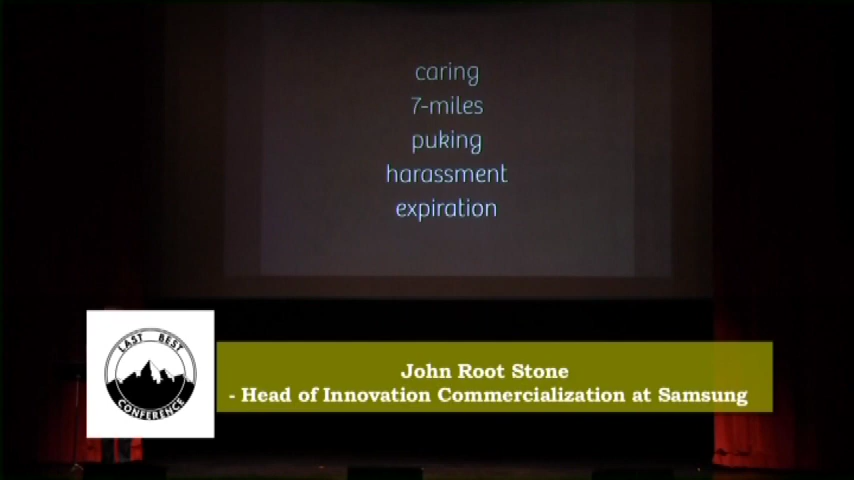 caring
7-miles
puking
harassment
expiration
LAST BEST
CONFERENCE
John Root Stone
- Head of Innovation Commercialization at Samsung